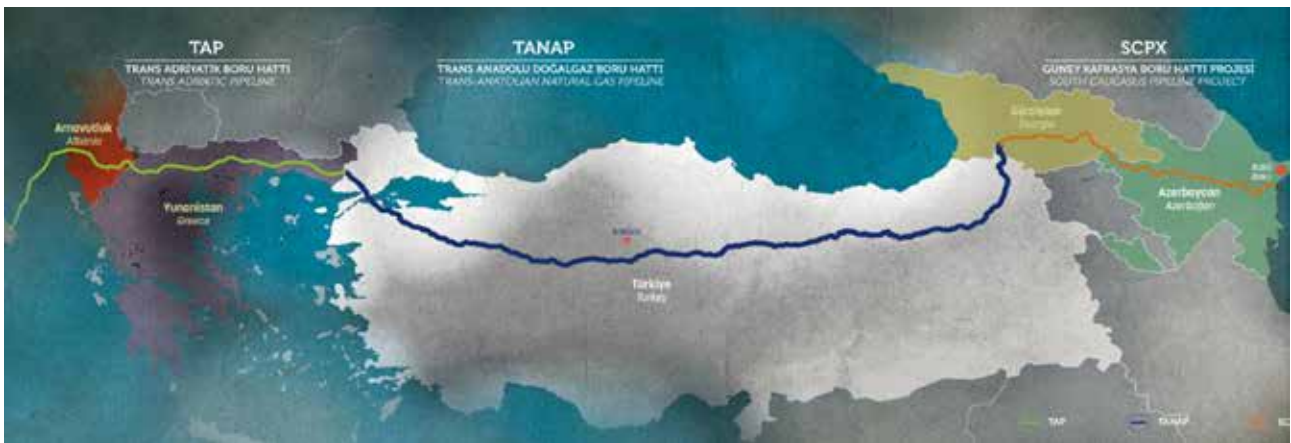 TAP
TRANS ADRİYATİK BORU HATTI
TRANS ADRIATIC PIPELINE
TANAP
TRANS ANADOLU DOĞALGAZ BORU HATTI
TRANS-ANATOLIAN NATURAL GAS PIPELINE
SCPX
GÜNEY KAFKASYA BORU HATTI PROJESİ
SOUTH CAUCASUS PIPELINE PROJECT
Arnavutluk
Albania
Yunanistan
Greece
Türkiye
Turkey
Gürcistan
Georgia
Azerbaycan
Azerbaijan
TAP
TANAP